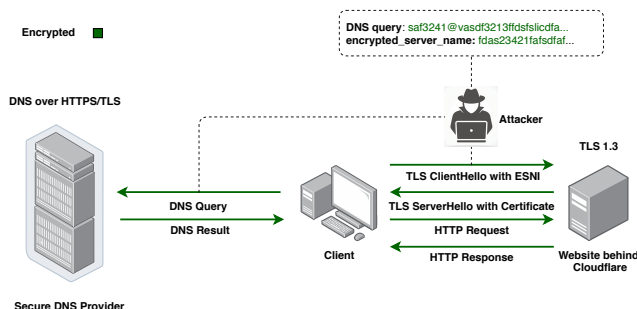 DNS query: saf3241@vasdf3213ffdsfslicdfa...
encrypted_server_name: fdas23421fafsdfaf...
Encrypted
DNS over HTTPS/TLS
Attacker
TLS 1.3
TLS ClientHello with ESNI
DNS Query
TLS ServerHello with Certificate
DNS Result
HTTP Request
Client
HTTP Response
Website behind
Cloudflare
Secure DNS Provider